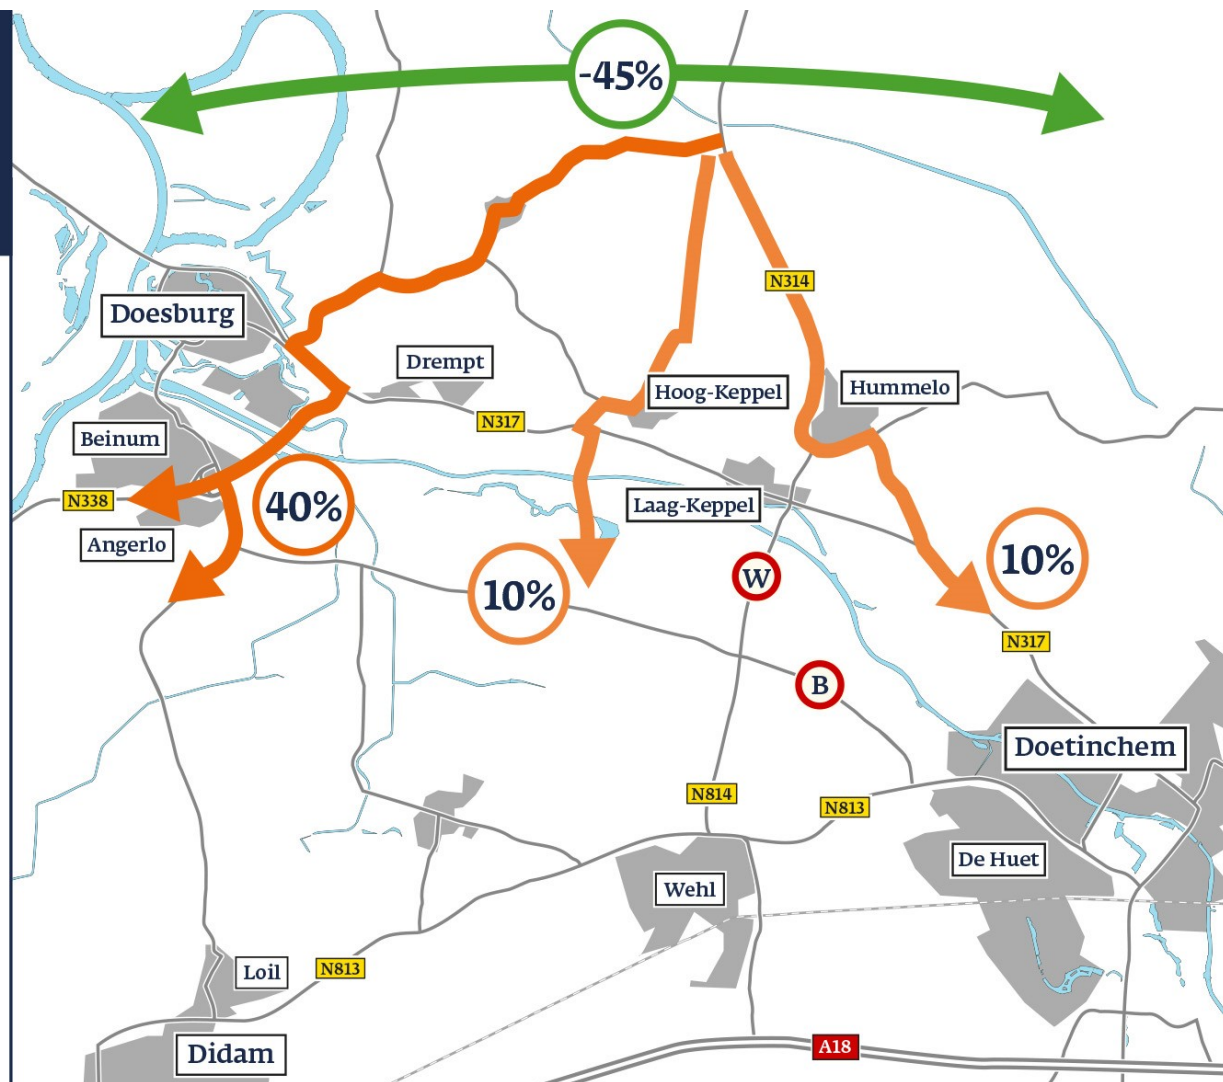 -45%
N314
Doesburg
Drempt
Hoog-Keppel
Hummelo
N317
Beinum
N338
40%
Laag-Keppel
Angerlo
10%
W
10%
N317
B
Doetinchem
N814
N813
De Huet
Wehl
Loil
N813
Didam
A18